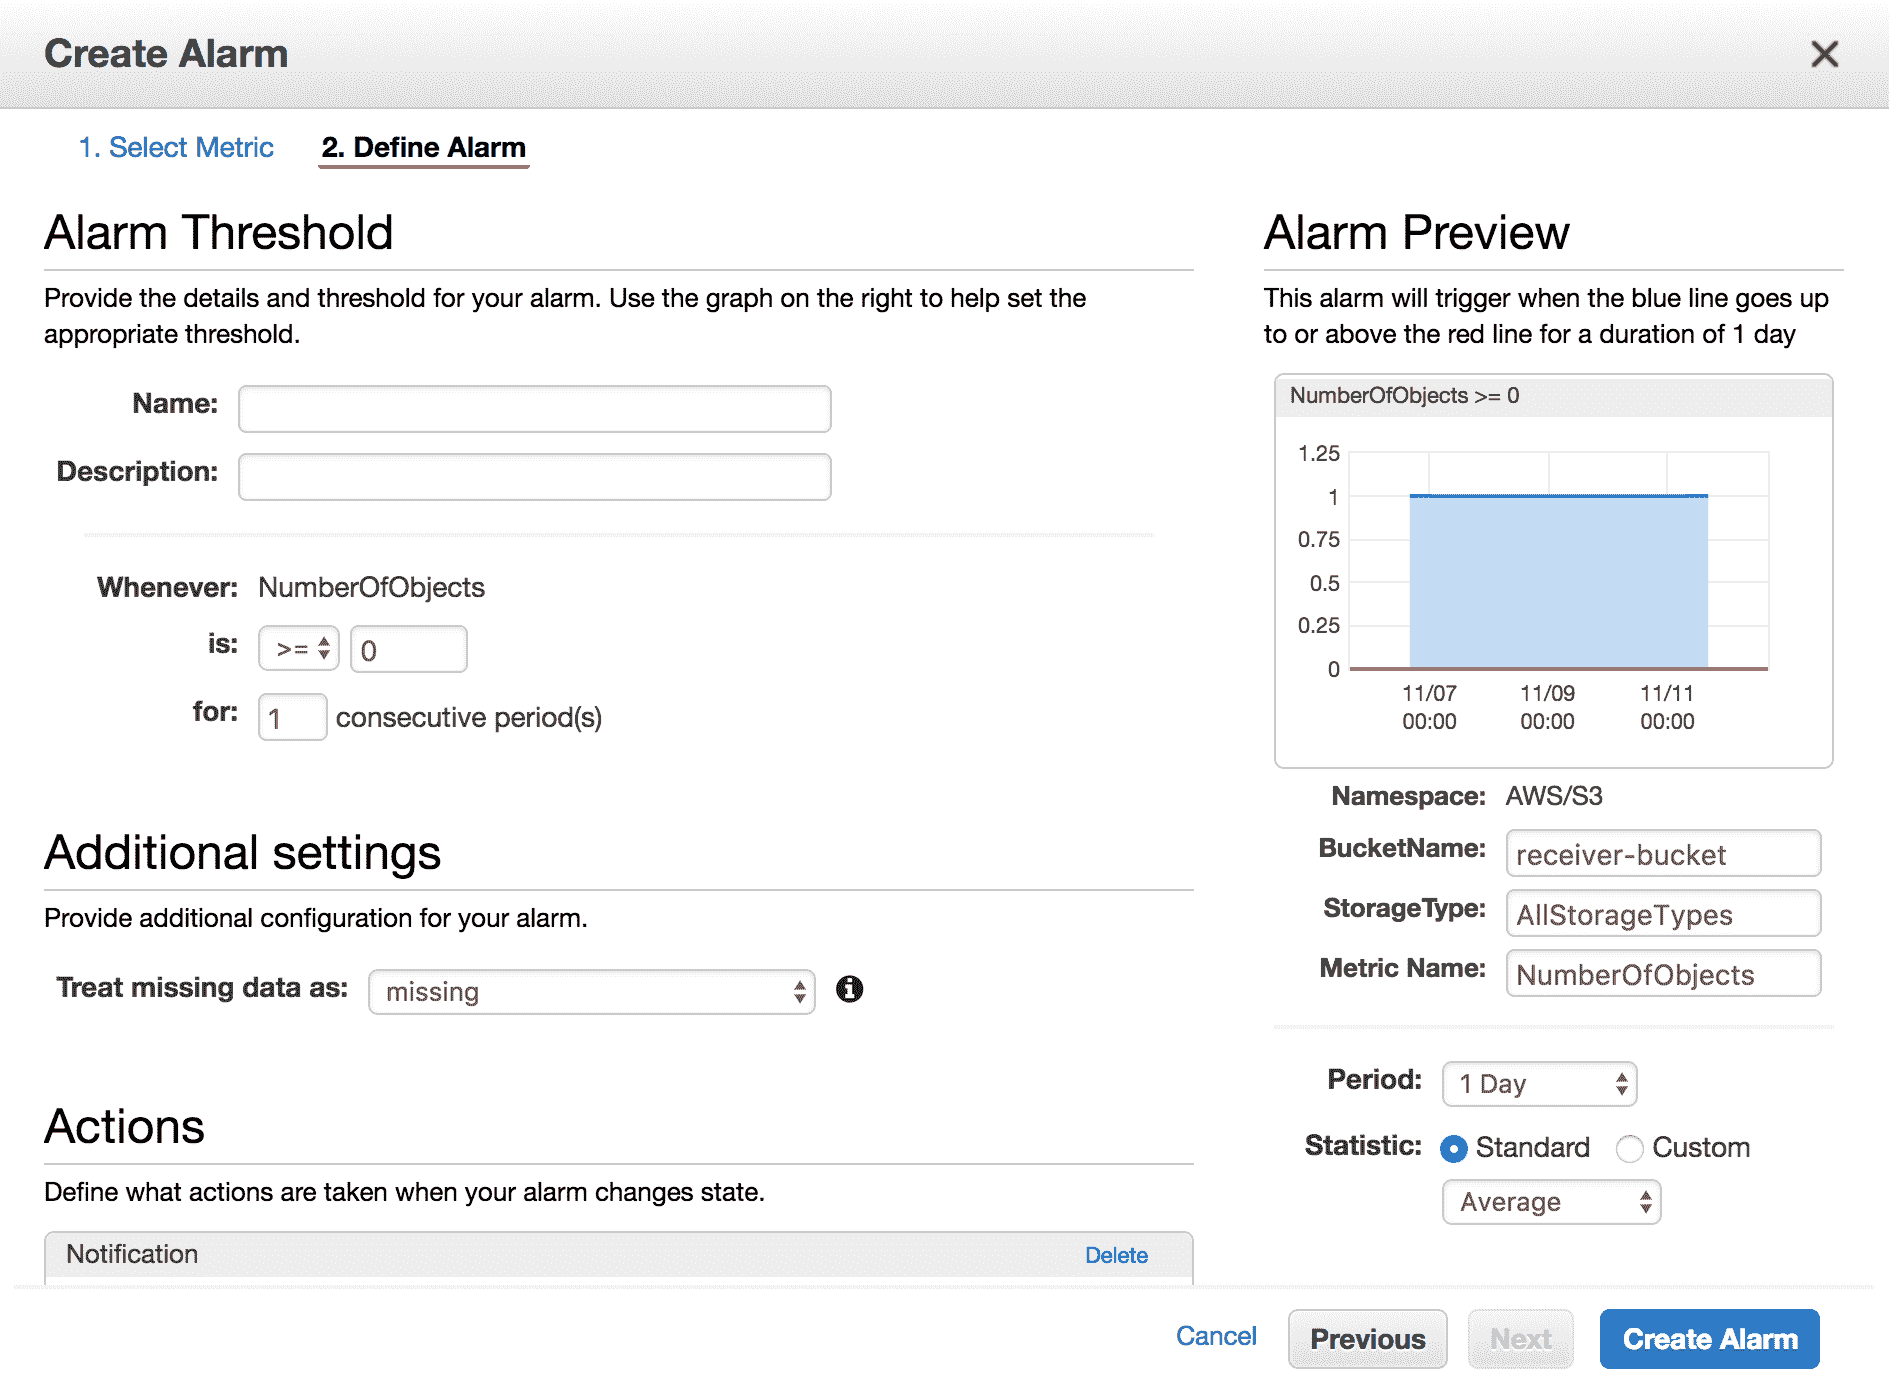 Create Alarm
1. Select Metric
2. Define Alarm
Alarm Threshold
Provide the details and threshold for your alarm. Use the graph on the right to help set the
appropriate threshold.
Name:
Description:
Whenever: NumberOfObjects
is: >= 0
for: 1 consecutive period(s)
Additional settings
Provide additional configuration for your alarm.
Treat missing data as: missing
Actions
Define what actions are taken when your alarm changes state.
Notification Delete
Alarm Preview
This alarm will trigger when the blue line goes up
to or above the red line for a duration of 1 day
NumberOfObjects >= 0
1.25
1
0.75
0.5
0.25
0
11/07 11/09 11/11
00:00 00:00 00:00
Namespace: AWS/S3
BucketName: receiver-bucket
StorageType: AllStorageTypes
Metric Name: NumberOfObjects
Period: 1 Day
Statistic: Standard Custom
Average
Cancel Previous Next Create Alarm